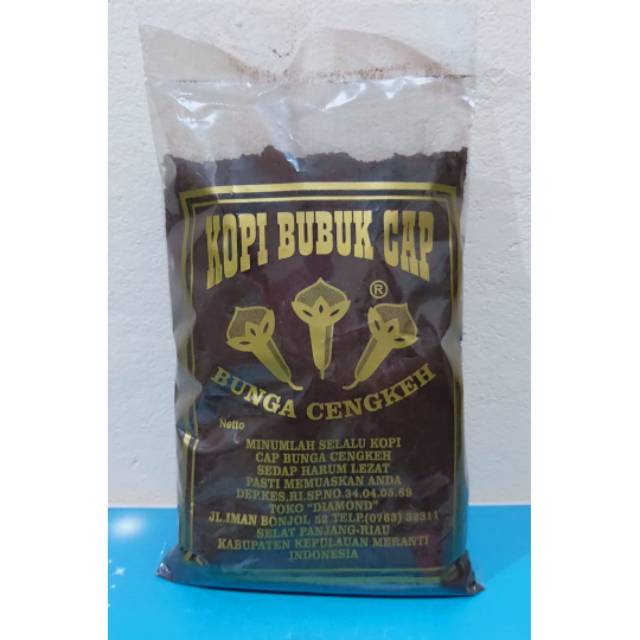 KOPI BUBUK CAP
®
BUNGA CENGKEH
Netto
MINUMLAH SELALU KOPI
CAP BUNGA CENGKEH
SEDAP HARUM LEZAT
PASTI MEMUASKAN ANDA
DEP.KES.RI.SP.NO.34.04.05.89
TOKO "DIAMOND"
JL.IMAN BONJOL 52 TELP.(0763) 32311
SELAT PANJANG-RIAU
KABUPATEN KEPULAUAN MERANTI
INDONESIA